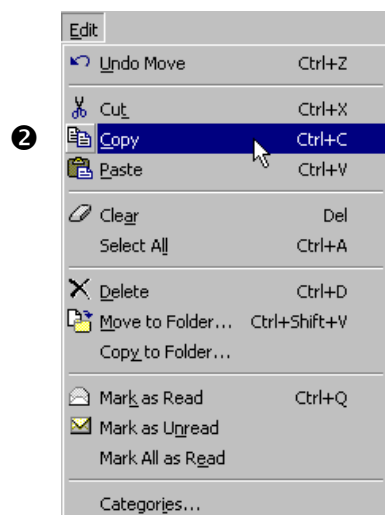 Edit
Undo Move Ctrl+Z
Cut Ctrl+X
❷ Copy Ctrl+C
Paste Ctrl+V
Clear Del
Select All Ctrl+A
Delete Ctrl+D
Move to Folder... Ctrl+Shift+V
Copy to Folder...
Mark as Read Ctrl+Q
Mark as Unread
Mark All as Read
Categories...